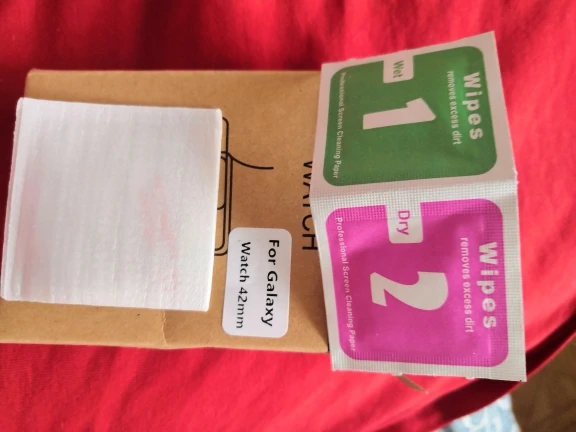 WATCH
For Galaxy
Watch 42mm
Wipes
removes excess dirt
Wet
1
Professional Screen Cleaning Paper
Wipes
removes excess dirt
Dry
2
Professional Screen Cleaning Paper